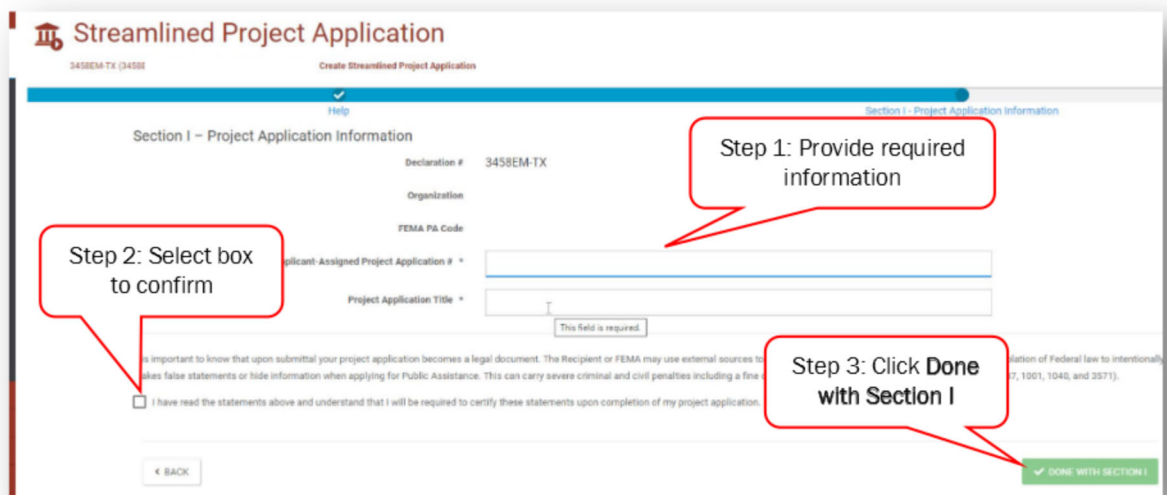 Streamlined Project Application
3458EM-TX (3458E
Create Streamlined Project Application
Help
Section I - Project Application Information
Section I – Project Application Information
Declaration # 3458EM-TX
Organization
FEMA PA Code
Step 1: Provide required
information
Step 2: Select box
to confirm
plicant-Assigned Project Application # *
Project Application Title *
This field is required.
s important to know that upon submittal your project application becomes a legal document. The Recipient or FEMA may use external sources to
lation of Federal law to intentionally
akes false statements or hide information when applying for Public Assistance. This can carry severe criminal and civil penalties including a fine
7, 1001, 1040, and 3571).
I have read the statements above and understand that I will be required to certify these statements upon completion of my project application.
Step 3: Click Done
with Section I
< BACK
✓ DONE WITH SECTION I